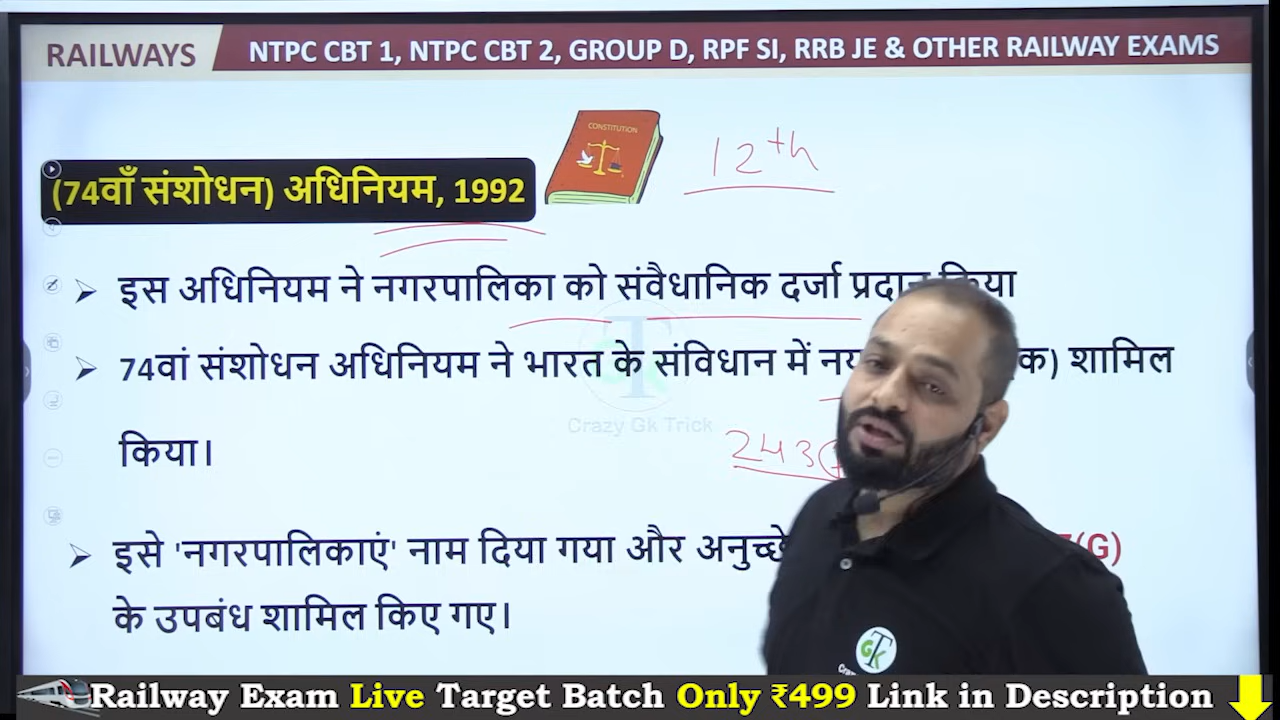 RAILWAYS NTPC CBT 1, NTPC CBT 2, GROUP D, RPF SI, RRB JE & OTHER RAILWAY EXAMS
CONSTITUTION
12th
(74वाँ संशोधन) अधिनियम, 1992
इस अधिनियम ने नगरपालिका को संवैधानिक दर्जा प्रदान किया
74वां संशोधन अधिनियम ने भारत के संविधान में शामिल
Crazy Gk Trick
किया।
243
इसे 'नगरपालिकाएं' नाम दिया गया और (G)
के उपबंध शामिल किए गए।
Railway Exam Live Target Batch Only ₹499 Link in Description